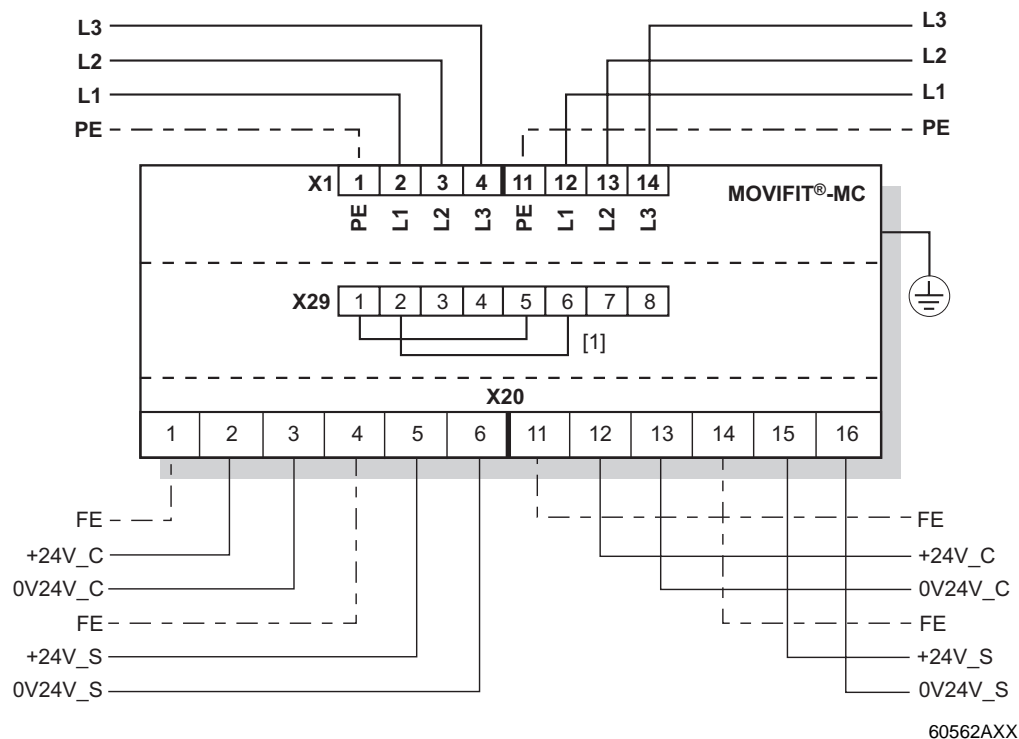 L3 L3
L2 L2
L1 L1
PE PE
X1 1 2 3 4 11 12 13 14
MOVIFIT®-MC
PE L1 L2 L3 PE L1 L2 L3
X29 1 2 3 4 5 6 7 8
[1]
X20
1 2 3 4 5 6 11 12 13 14 15 16
FE FE
+24V_C +24V_C
0V24V_C 0V24V_C
FE FE
+24V_S +24V_S
0V24V_S 0V24V_S
60562AXX